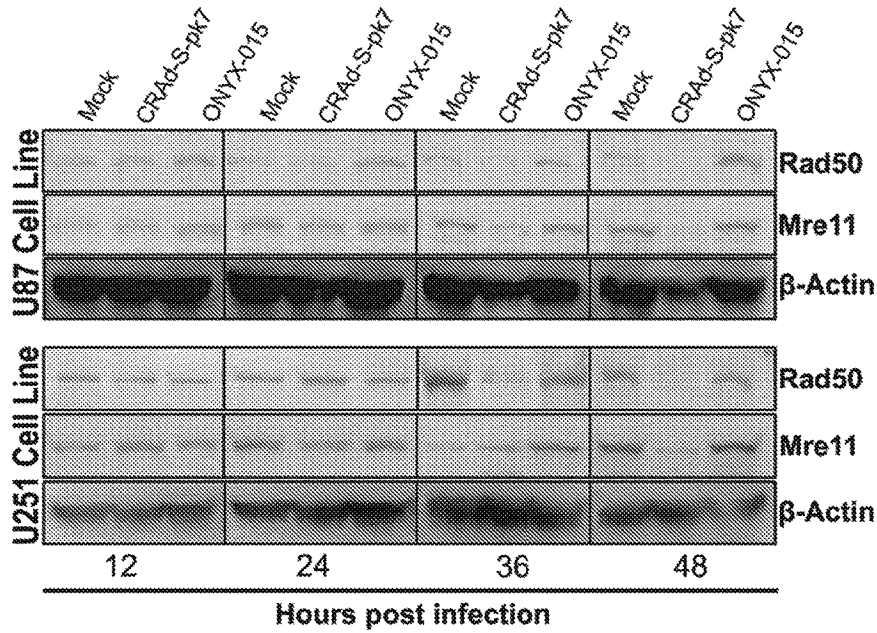 Mock CRAd-S-pk7 ONYX-015 Mock CRAd-S-pk7 ONYX-015 Mock CRAd-S-pk7 ONYX-015 Mock CRAd-S-pk7 ONYX-015
U87 Cell Line
Rad50
Mre11
β-Actin
U251 Cell Line
Rad50
Mre11
β-Actin
12 24 36 48
Hours post infection